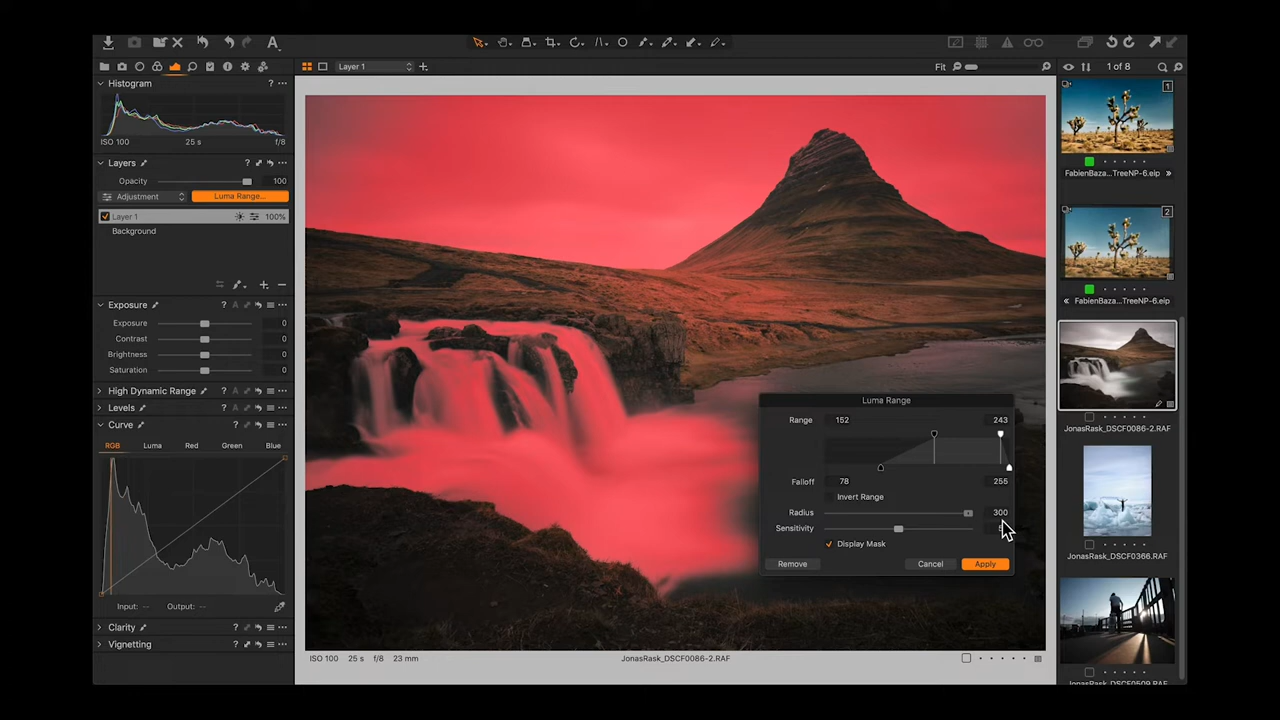 Layer 1
Fit
1 of 8
Histogram
?
ISO 100
25 s
f/8
Layers
?
Opacity
100
Adjustment
Luma Range...
Layer 1
100%
Background
Exposure
? A
Exposure
0
Contrast
0
Brightness
0
Saturation
0
High Dynamic Range
?
Levels
? A
Curve
? A
RGB
Luma
Red
Green
Blue
Input: --
Output: --
Clarity
?
Vignetting
?
Luma Range
Range
152
243
Falloff
78
255
Invert Range
Radius
300
Sensitivity
Display Mask
Remove
Cancel
Apply
ISO 100 25 s f/8 23 mm
JonasRask_DSCF0086-2.RAF
1
FabienBaza...TreeNP-6.eip »
2
« FabienBaza...TreeNP-6.eip
JonasRask_DSCF0086-2.RAF
JonasRask_DSCF0366.RAF
JonasRask_DSCF0509.RAF